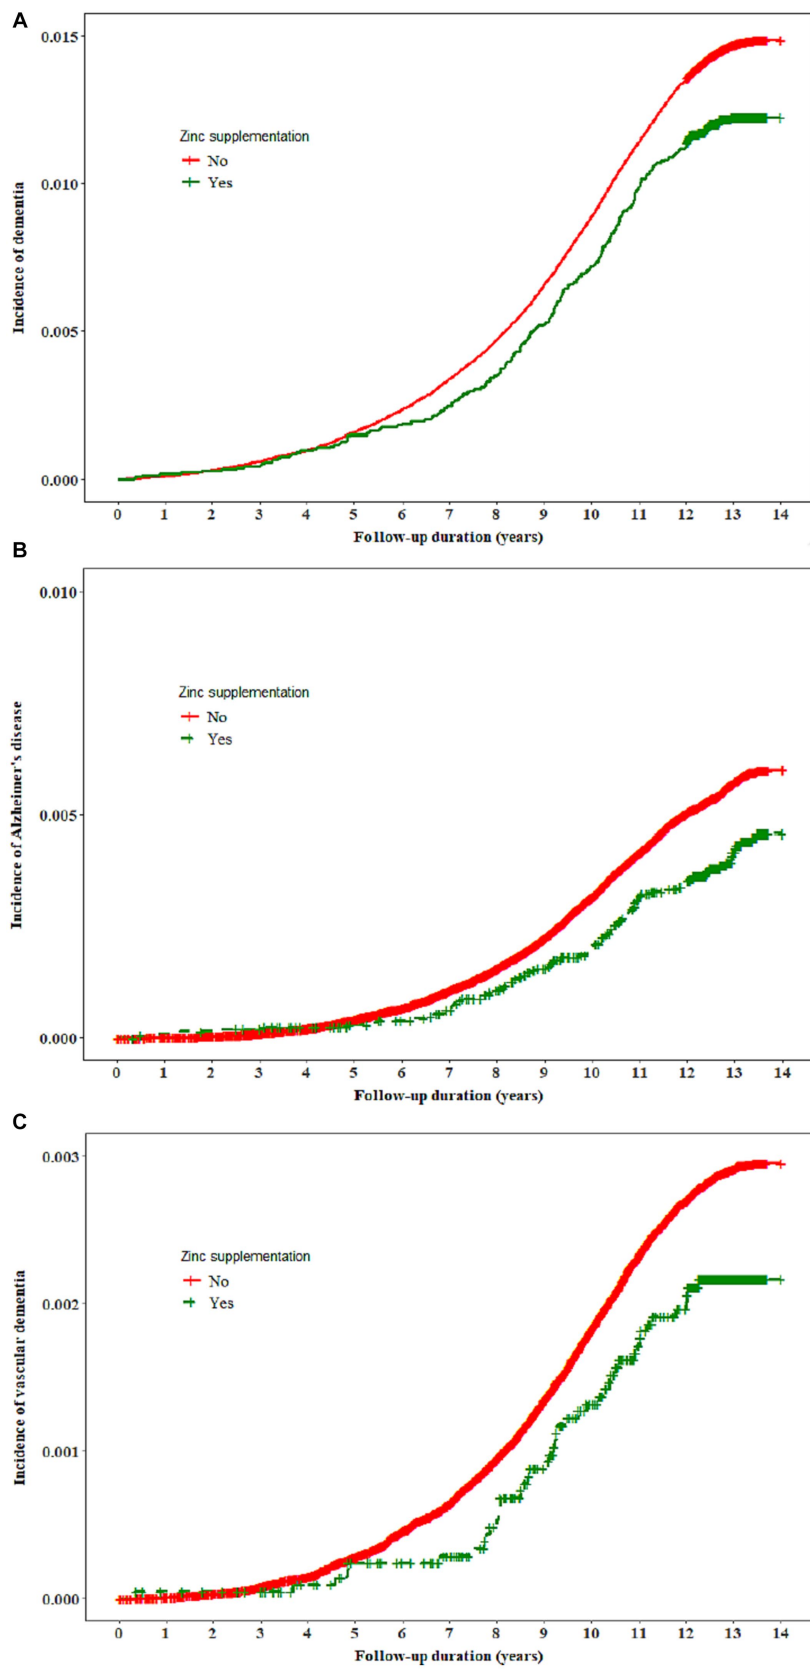 A
0.015
Zinc supplementation
No
Yes
0.010
Incidence of dementia
0.005
0.000
0 1 2 3 4 5 6 7 8 9 10 11 12 13 14
Follow-up duration (years)
B
0.010
Zinc supplementation
No
Yes
Incidence of Alzheimer's disease
0.005
0.000
0 1 2 3 4 5 6 7 8 9 10 11 12 13 14
Follow-up duration (years)
C
0.003
Zinc supplementation
No
Yes
0.002
Incidence of vascular dementia
0.001
0.000
0 1 2 3 4 5 6 7 8 9 10 11 12 13 14
Follow-up duration (years)